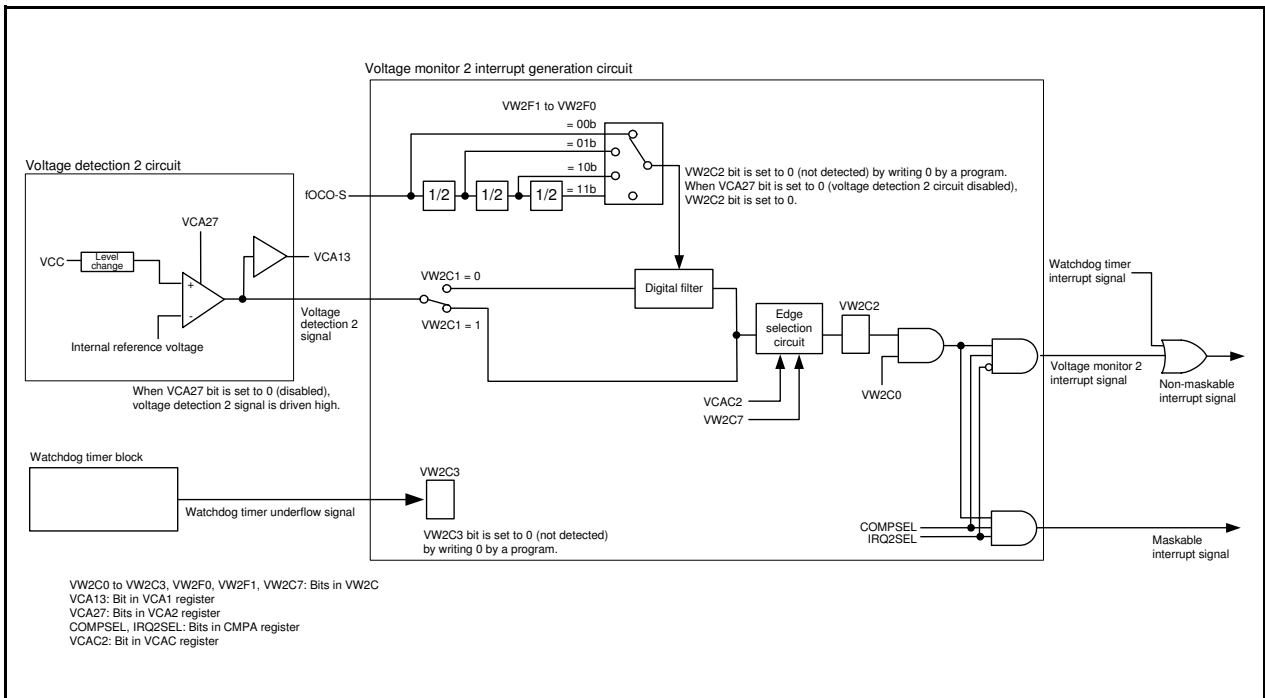 Voltage monitor 2 interrupt generation circuit
VW2F1 to VW2F0
= 00b
= 01b
= 10b
= 11b
fOCO-S
1/2
1/2
1/2
VW2C2 bit is set to 0 (not detected) by writing 0 by a program.
When VCA27 bit is set to 0 (voltage detection 2 circuit disabled),
VW2C2 bit is set to 0.
Voltage detection 2 circuit
VCA27
VCC
Level
change
+
-
VCA13
Internal reference voltage
Voltage
detection 2
signal
When VCA27 bit is set to 0 (disabled),
voltage detection 2 signal is driven high.
VW2C1 = 0
VW2C1 = 1
Digital filter
Edge
selection
circuit
VW2C2
VCAC2
VW2C7
VW2C0
Watchdog timer
interrupt signal
Voltage monitor 2
interrupt signal
Non-maskable
interrupt signal
Watchdog timer block
Watchdog timer underflow signal
VW2C3
VW2C3 bit is set to 0 (not detected)
by writing 0 by a program.
COMPSEL
IRQ2SEL
Maskable
interrupt signal
VW2C0 to VW2C3, VW2F0, VW2F1, VW2C7: Bits in VW2C
VCA13: Bit in VCA1 register
VCA27: Bits in VCA2 register
COMPSEL, IRQ2SEL: Bits in CMPA register
VCAC2: Bit in VCAC register